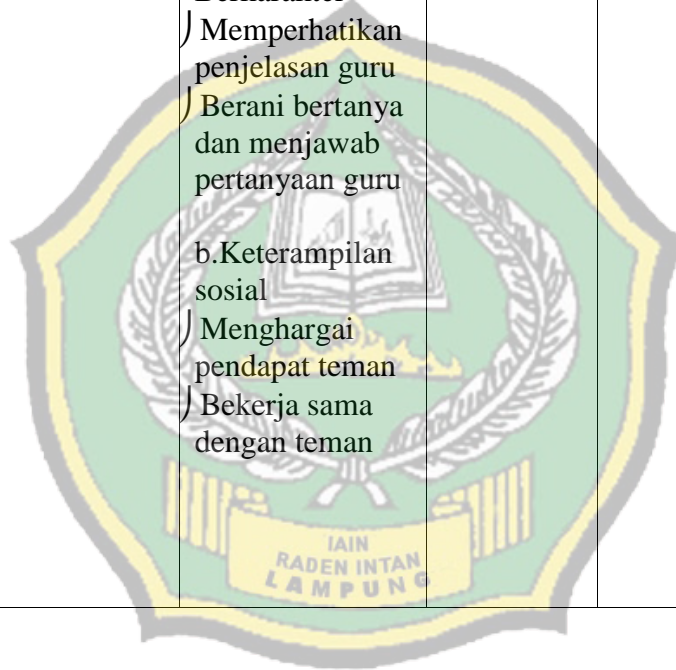 ⎠ Memperhatikan
penjelasan guru
⎠ Berani bertanya
dan menjawab
pertanyaan guru
b.Keterampilan
sosial
⎠ Menghargai
pendapat teman
⎠ Bekerja sama
dengan teman
IAIN
RADEN INTAN
LAMPUNG